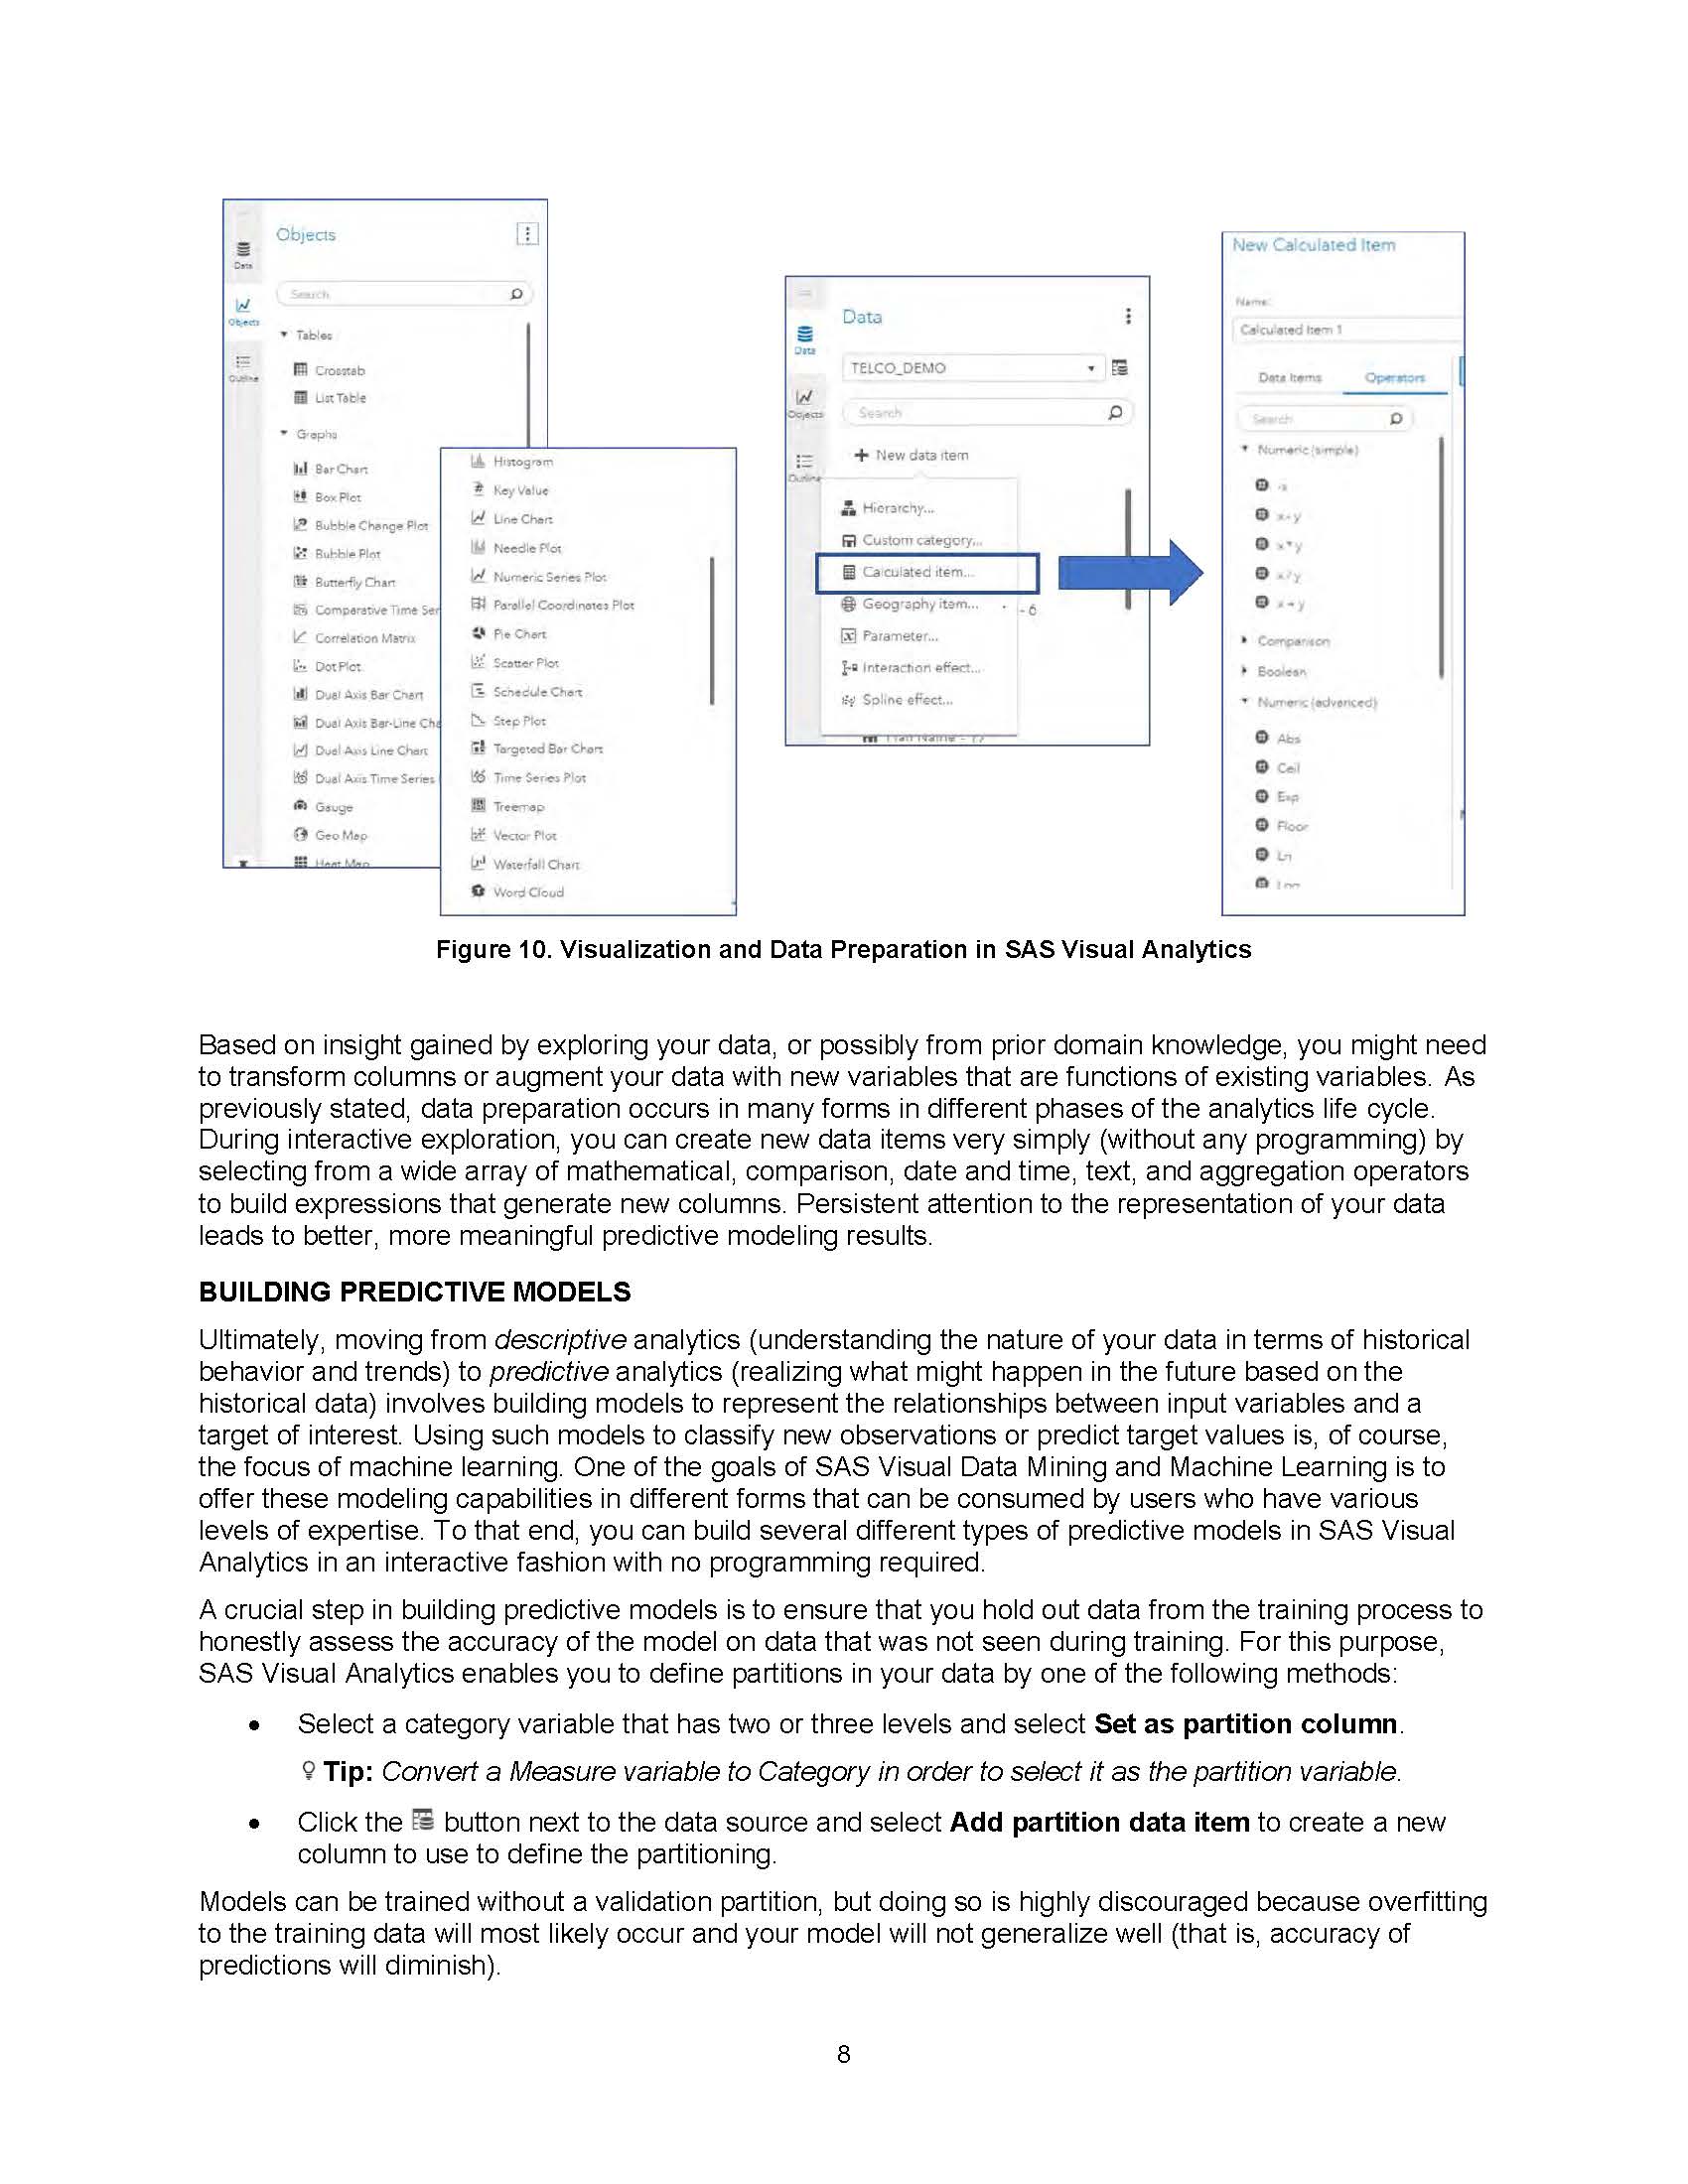 Objects
Data
Search
Objects
Tables
Outline
Crosstab
List Table
Graphs
Bar Chart
Box Plot
Bubble Change Plot
Bubble Plot
Butterfly Chart
Comparative Time Ser
Correlation Matrix
Dot Plot
Dual Axis Bar Chart
Dual Axis Bar-Line Cha
Dual Axis Line Chart
Dual Axis Time Series
Gauge
Geo Map
Heat Map
Histogram
Key Value
Line Chart
Needle Plot
Numeric Series Plot
Parallel Coordinates Plot
Pie Chart
Scatter Plot
Schedule Chart
Step Plot
Targeted Bar Chart
Time Series Plot
Treemap
Vector Plot
Waterfall Chart
Word Cloud
Data
Data
TELCO_DEMO
Objects
Search
New data item
Outline
Hierarchy...
Custom category...
Calculated item...
Geography item... - 6
Parameter...
Interaction effect...
Spline effect...
New Calculated Item
Name:
Calculated Item 1
Data Items Operators
Search
Numeric (simple)
-x
x-y
x*y
x/y
x+y
Comparison
Boolean
Numeric (advanced)
Abs
Ceil
Exp
Floor
Ln
Log
Figure 10. Visualization and Data Preparation in SAS Visual Analytics
Based on insight gained by exploring your data, or possibly from prior domain knowledge, you might need
to transform columns or augment your data with new variables that are functions of existing variables. As
previously stated, data preparation occurs in many forms in different phases of the analytics life cycle.
During interactive exploration, you can create new data items very simply (without any programming) by
selecting from a wide array of mathematical, comparison, date and time, text, and aggregation operators
to build expressions that generate new columns. Persistent attention to the representation of your data
leads to better, more meaningful predictive modeling results.
BUILDING PREDICTIVE MODELS
Ultimately, moving from descriptive analytics (understanding the nature of your data in terms of historical
behavior and trends) to predictive analytics (realizing what might happen in the future based on the
historical data) involves building models to represent the relationships between input variables and a
target of interest. Using such models to classify new observations or predict target values is, of course,
the focus of machine learning. One of the goals of SAS Visual Data Mining and Machine Learning is to
offer these modeling capabilities in different forms that can be consumed by users who have various
levels of expertise. To that end, you can build several different types of predictive models in SAS Visual
Analytics in an interactive fashion with no programming required.
A crucial step in building predictive models is to ensure that you hold out data from the training process to
honestly assess the accuracy of the model on data that was not seen during training. For this purpose,
SAS Visual Analytics enables you to define partitions in your data by one of the following methods:
• Select a category variable that has two or three levels and select Set as partition column.
Tip: Convert a Measure variable to Category in order to select it as the partition variable.
• Click the button next to the data source and select Add partition data item to create a new
column to use to define the partitioning.
Models can be trained without a validation partition, but doing so is highly discouraged because overfitting
to the training data will most likely occur and your model will not generalize well (that is, accuracy of
predictions will diminish).
8